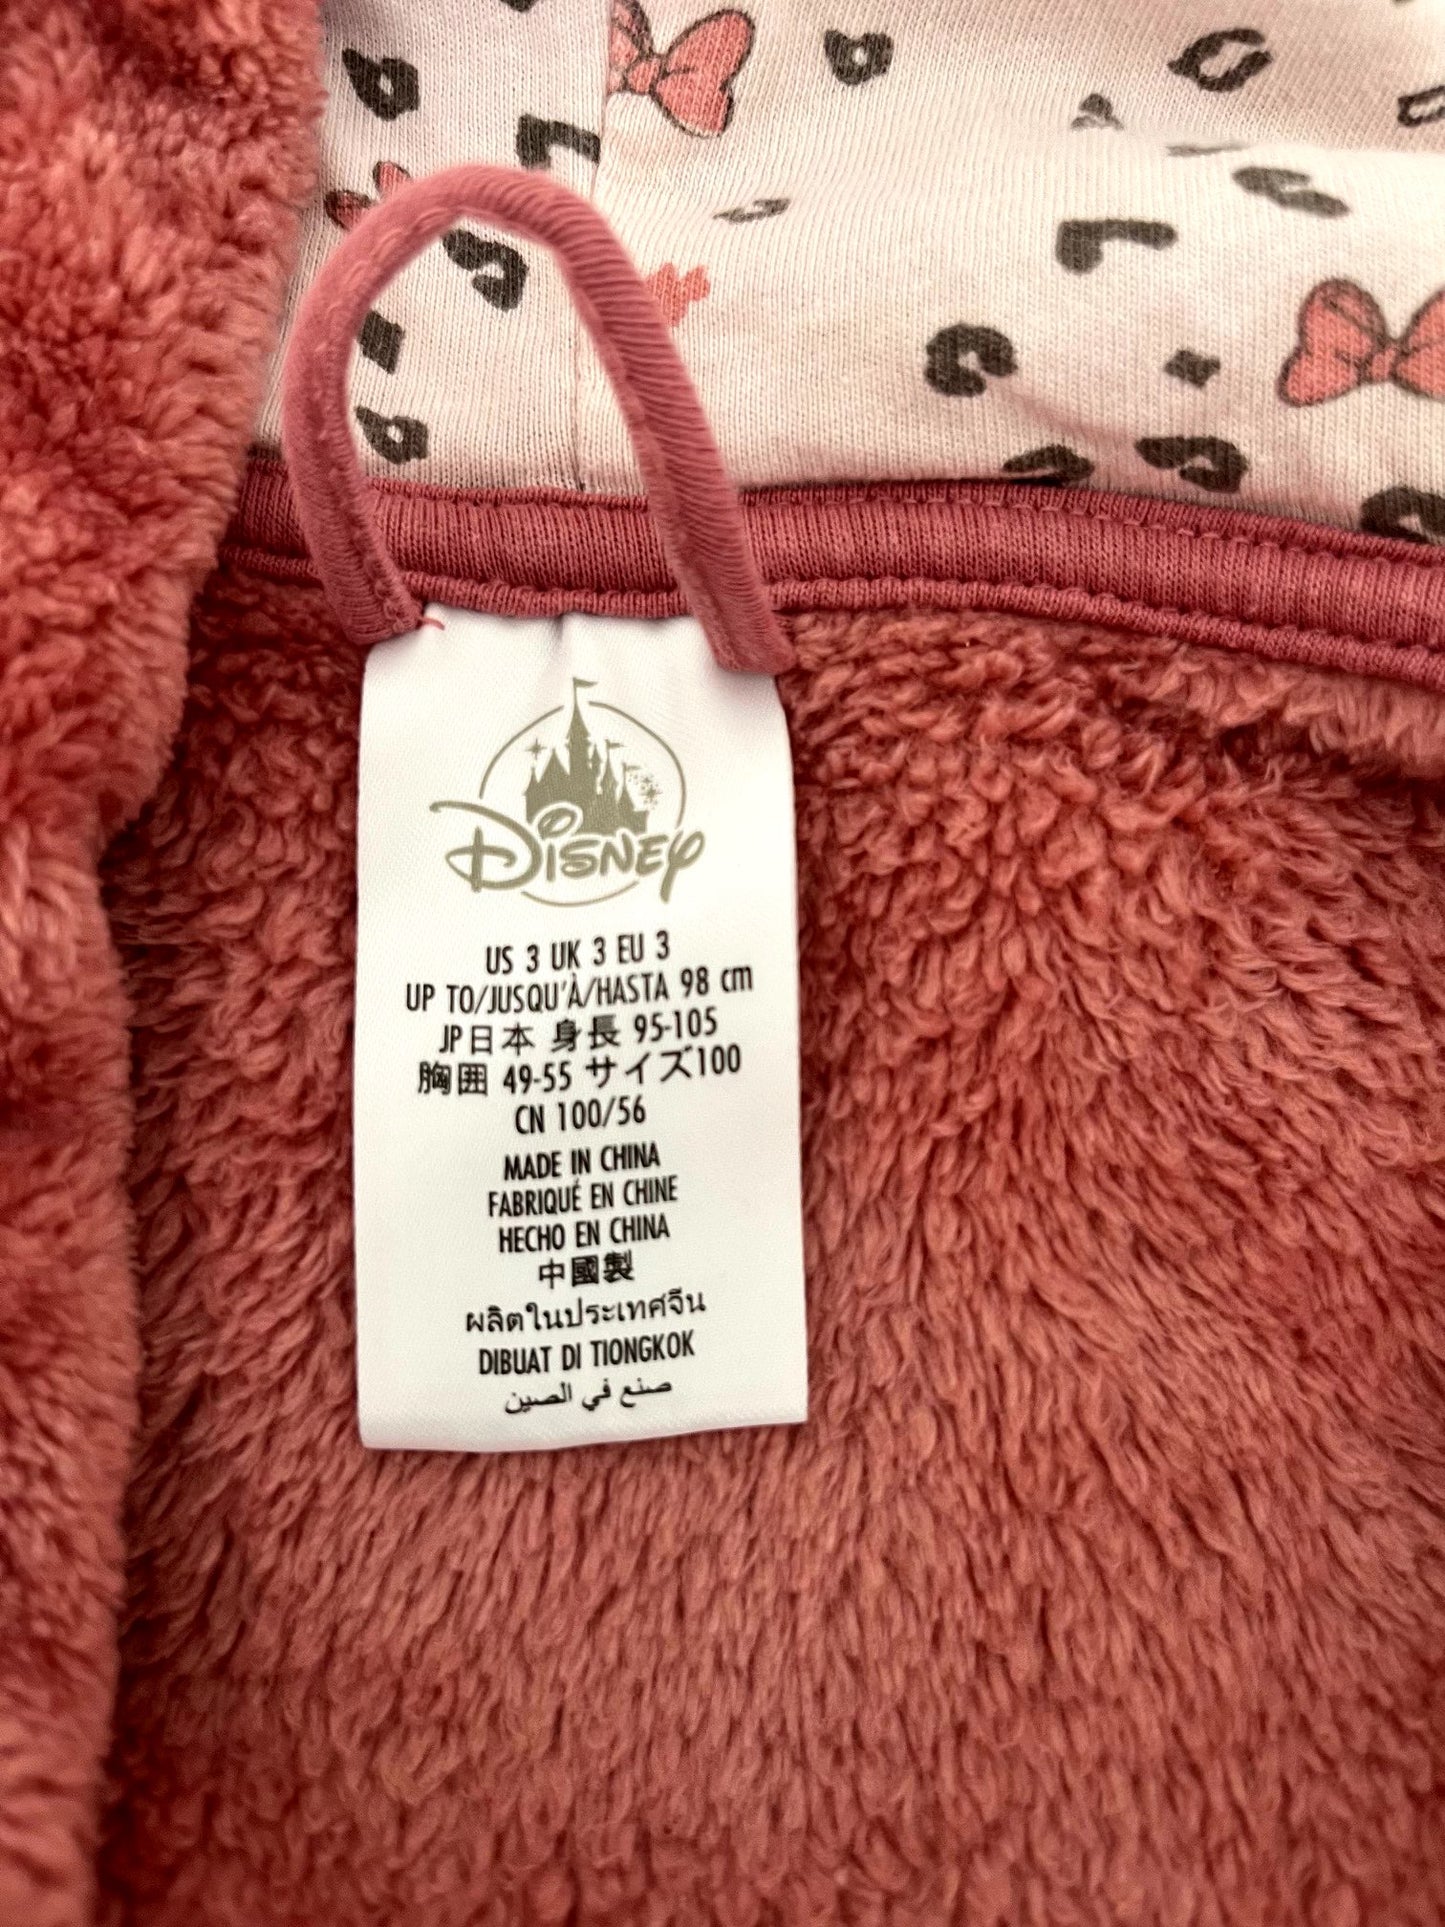 Disney
US 3 UK 3 EU 3
UP TO/JUSQU'À/HASTA 98 cm
JP日本 身長 95-105
胸囲 49-55 サイズ100
CN 100/56
MADE IN CHINA
FABRIQUÉ EN CHINE
HECHO EN CHINA
中國製
ผลิตในประเทศจีน
DIBUAT DI TIONGKOK
صنع في الصين